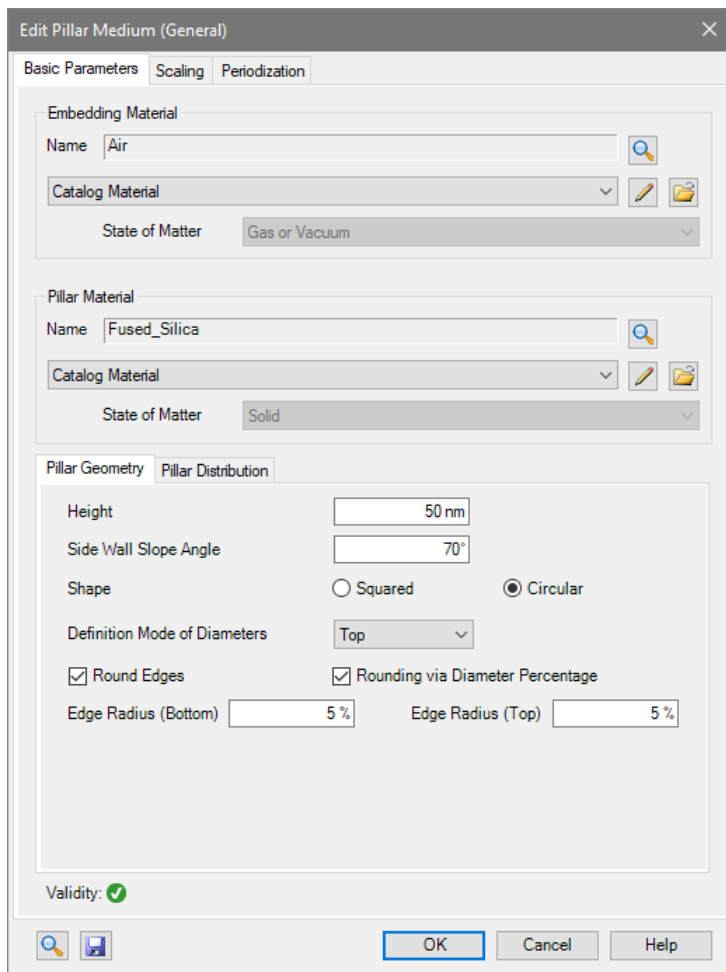 Edit Pillar Medium (General)
Basic Parameters Scaling Periodization
Embedding Material
Name Air
Catalog Material
State of Matter Gas or Vacuum
Pillar Material
Name Fused_Silica
Catalog Material
State of Matter Solid
Pillar Geometry Pillar Distribution
Height 50 nm
Side Wall Slope Angle 70°
Shape Squared Circular
Definition Mode of Diameters Top
Round Edges Rounding via Diameter Percentage
Edge Radius (Bottom) 5 % Edge Radius (Top) 5 %
Validity:
OK Cancel Help